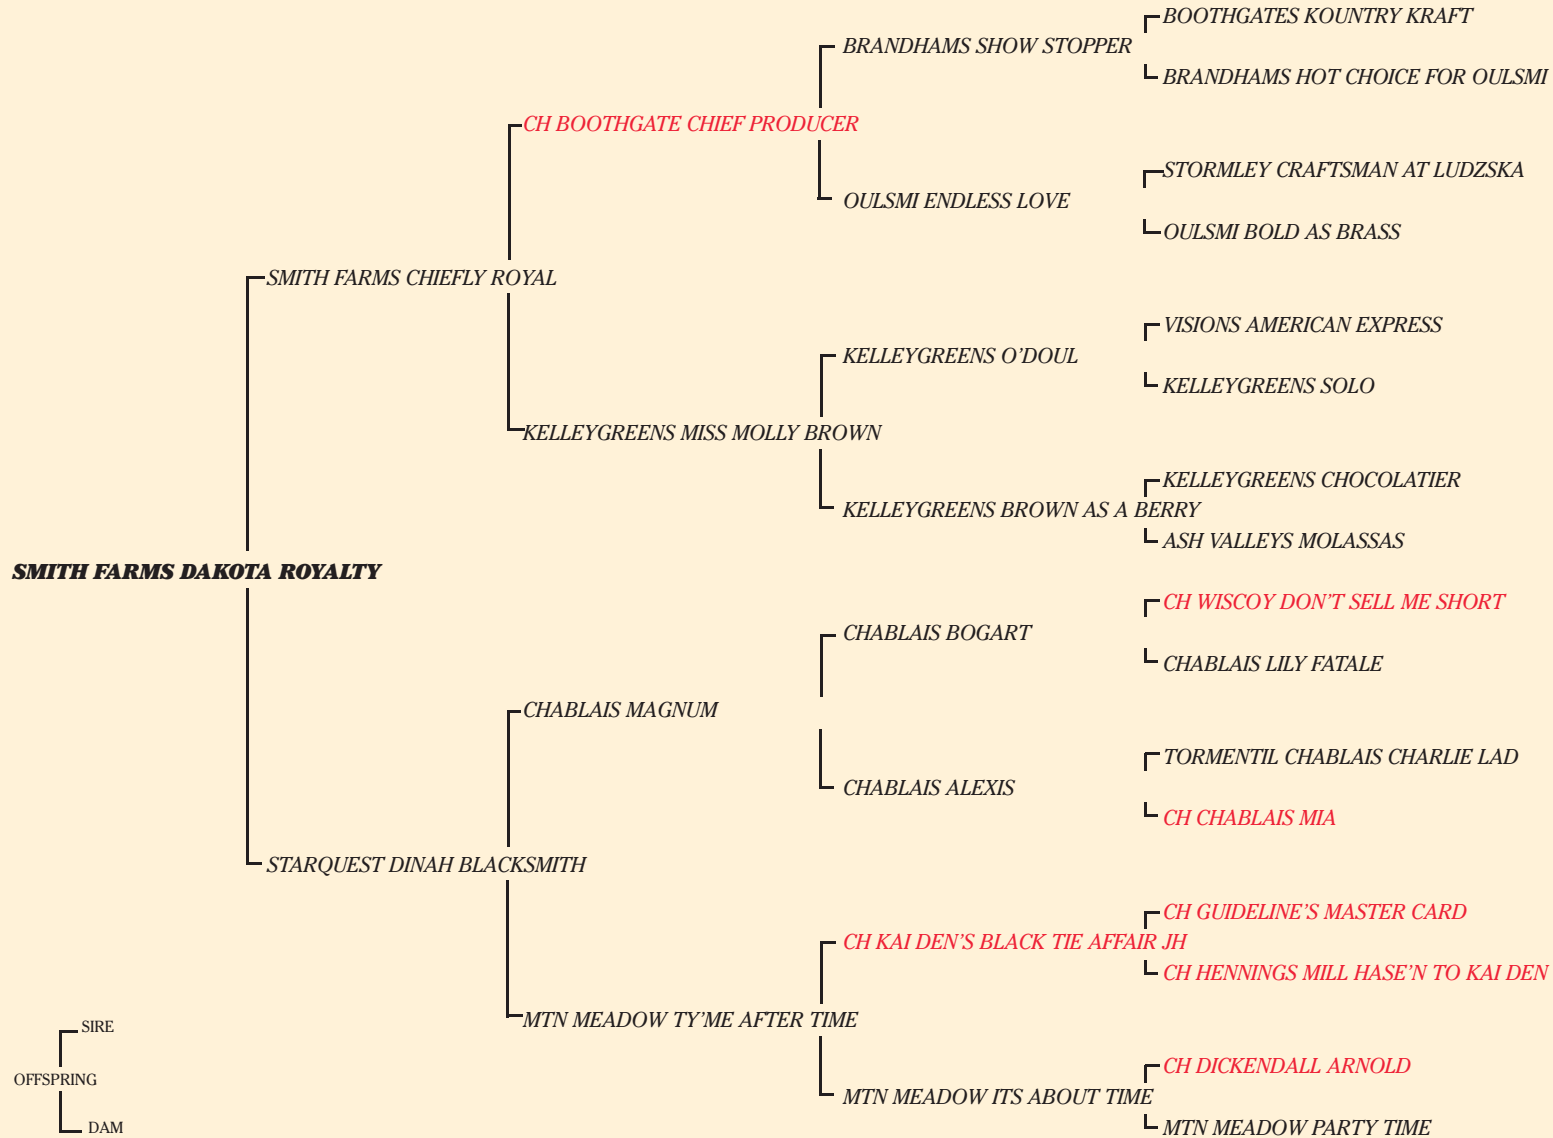 BOOTHGATES KOUNTRY KRAFT
BRANDHAMS SHOW STOPPER
BRANDHAMS HOT CHOICE FOR OULSMI
CH BOOTHGATE CHIEF PRODUCER
STORMLEY CRAFTSMAN AT LUDZSKA
OULSMI ENDLESS LOVE
OULSMI BOLD AS BRASS
SMITH FARMS CHIEFLY ROYAL
VISIONS AMERICAN EXPRESS
KELLEYGREENS O'DOUL
KELLEYGREENS SOLO
KELLEYGREENS MISS MOLLY BROWN
KELLEYGREENS CHOCOLATIER
KELLEYGREENS BROWN AS A BERRY
ASH VALLEYS MOLASSAS
SMITH FARMS DAKOTA ROYALTY
CH WISCOY DON'T SELL ME SHORT
CHABLAIS BOGART
CHABLAIS LILY FATALE
CHABLAIS MAGNUM
TORMENTIL CHABLAIS CHARLIE LAD
CHABLAIS ALEXIS
CH CHABLAIS MIA
STARQUEST DINAH BLACKSMITH
CH GUIDELINE'S MASTER CARD
CH KAI DEN'S BLACK TIE AFFAIR JH
CH HENNINGS MILL HASE'N TO KAI DEN
MTN MEADOW TY'ME AFTER TIME
CH DICKENDALL ARNOLD
MTN MEADOW ITS ABOUT TIME
MTN MEADOW PARTY TIME
SIRE
OFFSPRING
DAM